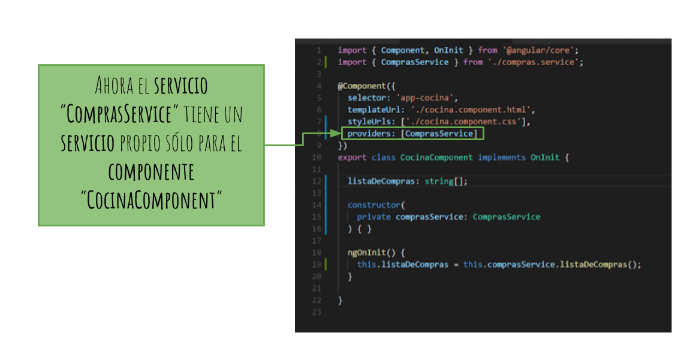 Ahora el servicio
"ComprasService" tiene un
servicio propio sólo para el
componente
"CocinaComponent"
1 import { Component, OnInit } from '@angular/core';
2 import { ComprasService } from './compras.service';
3
4 @Component({
5 selector: 'app-cocina',
6 templateUrl: './cocina.component.html',
7 styleUrls: ['./cocina.component.css'],
8 providers: [ComprasService]
9 })
10 export class CocinaComponent implements OnInit {
11
12 listaDeCompras: string[];
13
14 constructor(
15 private comprasService: ComprasService
16 ) { }
17
18 ngOnInit() {
19 this.listaDeCompras = this.comprasService.listaDeCompras();
20 }
21
22 }
23